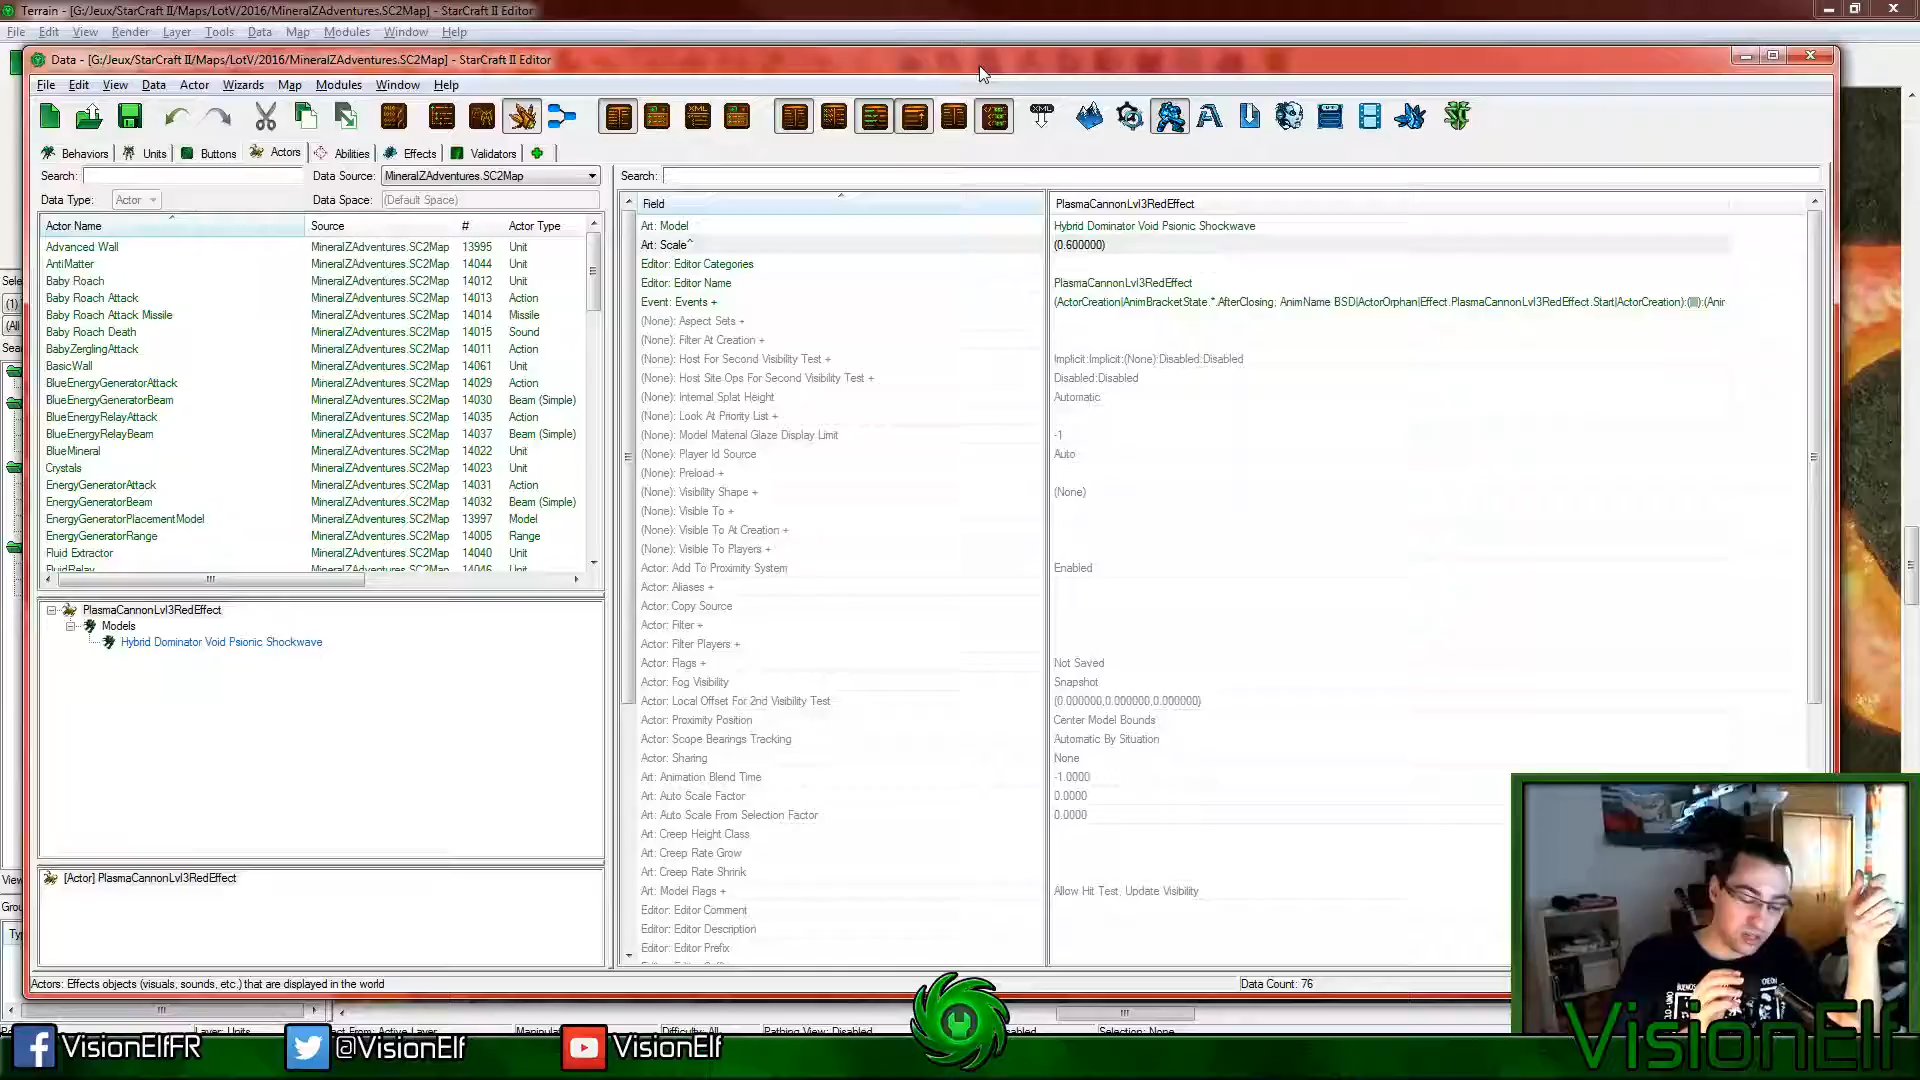 Terrain - [G:/Jeux/StarCraft II/Maps/LotV/2016/MineralZAdventures.SC2Map] - StarCraft II Editor
File Edit View Render Layer Tools Data Map Modules Window Help
Data - [G:/Jeux/StarCraft II/Maps/LotV/2016/MineralZAdventures.SC2Map] - StarCraft II Editor
File Edit View Data Actor Wizards Map Modules Window Help
Behaviors Units Buttons Actors Abilities Effects Validators
Search: Data Source: MineralZAdventures.SC2Map Search:
Data Type: Actor Data Space: (Default Space)
Actor Name Source # Actor Type
Advanced Wall MineralZAdventures.SC2Map 13995 Unit
AntiMatter MineralZAdventures.SC2Map 14044 Unit
Baby Roach MineralZAdventures.SC2Map 14012 Unit
Baby Roach Attack MineralZAdventures.SC2Map 14013 Action
Baby Roach Attack Missile MineralZAdventures.SC2Map 14014 Missile
Baby Roach Death MineralZAdventures.SC2Map 14015 Sound
BabyZerglingAttack MineralZAdventures.SC2Map 14011 Action
BasicWall MineralZAdventures.SC2Map 14061 Unit
BlueEnergyGeneratorAttack MineralZAdventures.SC2Map 14029 Action
BlueEnergyGeneratorBeam MineralZAdventures.SC2Map 14030 Beam (Simple)
BlueEnergyRelayAttack MineralZAdventures.SC2Map 14035 Action
BlueEnergyRelayBeam MineralZAdventures.SC2Map 14037 Beam (Simple)
BlueMineral MineralZAdventures.SC2Map 14022 Unit
Crystals MineralZAdventures.SC2Map 14023 Unit
EnergyGeneratorAttack MineralZAdventures.SC2Map 14031 Action
EnergyGeneratorBeam MineralZAdventures.SC2Map 14032 Beam (Simple)
EnergyGeneratorPlacementModel MineralZAdventures.SC2Map 13997 Model
EnergyGeneratorRange MineralZAdventures.SC2Map 14005 Range
Fluid Extractor MineralZAdventures.SC2Map 14040 Unit
FluidRelay MineralZAdventures.SC2Map 14046 Unit
PlasmaCannonLvl3RedEffect
Models
Hybrid Dominator Void Psionic Shockwave
[Actor] PlasmaCannonLvl3RedEffect
Field PlasmaCannonLvl3RedEffect
Art: Model Hybrid Dominator Void Psionic Shockwave
Art: Scale^ (0.600000)
Editor: Editor Categories
Editor: Editor Name PlasmaCannonLvl3RedEffect
Event: Events + (ActorCreation|AnimBracketState.*.AfterClosing; AnimName BSD|ActorOrphan|Effect.PlasmaCannonLvl3RedEffect.Start|ActorCreation):(||||):(Anir
(None): Aspect Sets +
(None): Filter At Creation +
(None): Host For Second Visibility Test + Implicit:Implicit:(None):Disabled:Disabled
(None): Host Site Ops For Second Visibility Test + Disabled:Disabled
(None): Internal Splat Height Automatic
(None): Look At Priority List +
(None): Model Material Glaze Display Limit -1
(None): Player Id Source Auto
(None): Preload +
(None): Visibility Shape + (None)
(None): Visible To +
(None): Visible To At Creation +
(None): Visible To Players +
Actor: Add To Proximity System Enabled
Actor: Aliases +
Actor: Copy Source
Actor: Filter +
Actor: Filter Players +
Actor: Flags + Not Saved
Actor: Fog Visibility Snapshot
Actor: Local Offset For 2nd Visibility Test (0.000000,0.000000,0.000000)
Actor: Proximity Position Center Model Bounds
Actor: Scope Bearings Tracking Automatic By Situation
Actor: Sharing None
Art: Animation Blend Time -1.0000
Art: Auto Scale Factor 0.0000
Art: Auto Scale From Selection Factor 0.0000
Art: Creep Height Class
Art: Creep Rate Grow
Art: Creep Rate Shrink
Art: Model Flags + Allow Hit Test, Update Visibility
Editor: Editor Comment
Editor: Editor Description
Editor: Editor Prefix
Actors: Effects objects (visuals, sounds, etc.) that are displayed in the world Data Count: 76
VisionElfFR @VisionElf VisionElf
VisionElf